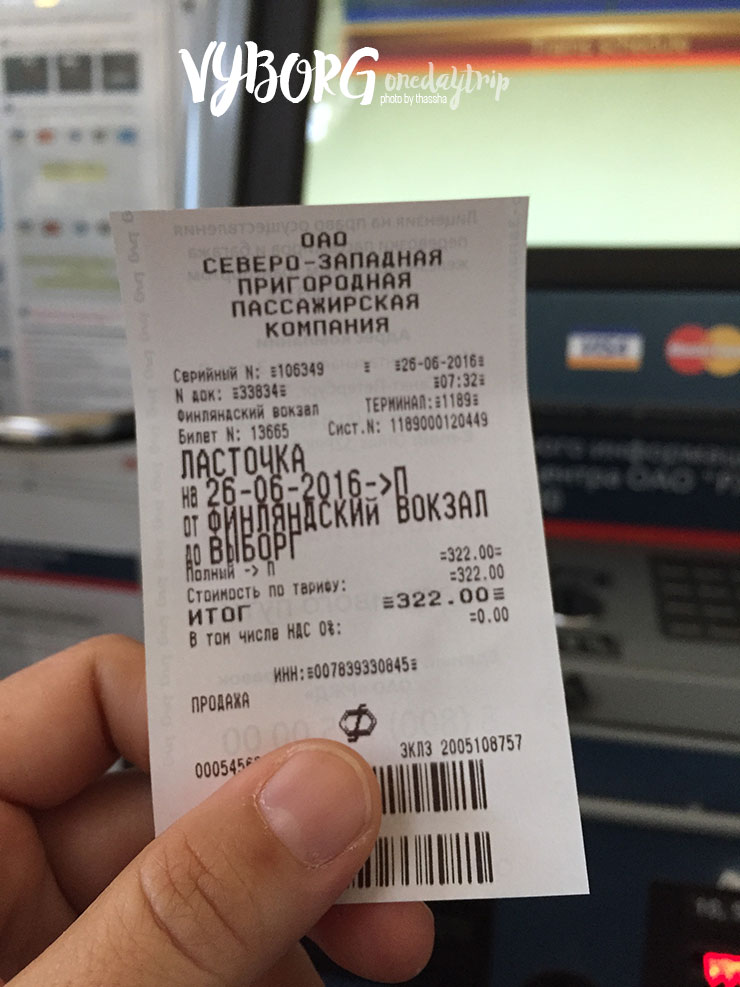 VYBORG onedaytrip
photo by thassha
ОАО
СЕВЕРО-ЗАПАДНАЯ
ПРИГОРОДНАЯ
ПАССАЖИРСКАЯ
КОМПАНИЯ
Серийный N: ≡106349 ≡ ≡26-06-2016≡
N док: ≡33834≡ ≡07:32≡
Финляндский вокзал ТЕРМИНАЛ:≡1189≡
Билет N: 13665 Сист.N: 1189000120449
ЛАСТОЧКА
на 26-06-2016->П
от ФИНЛЯНДСКИЙ ВОКЗАЛ
до ВЫБОРГ
Полный -> П =322.00=
Стоимость по тарифу: =322.00
ИТОГ ≡322.00≡
В том числе НДС 0%: =0.00
ИНН:≡007839330845≡
ПРОДАЖА
ЭКЛЗ 2005108757
VISA
MasterCard